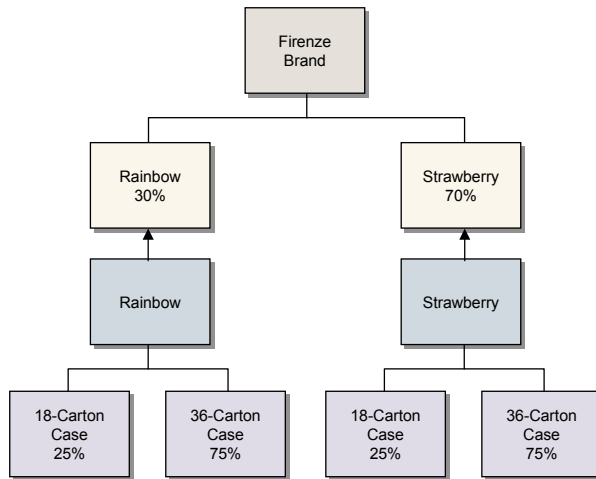 Firenze
Brand
Rainbow
30%
Strawberry
70%
Rainbow
Strawberry
18-Carton
Case
25%
36-Carton
Case
75%
18-Carton
Case
25%
36-Carton
Case
75%